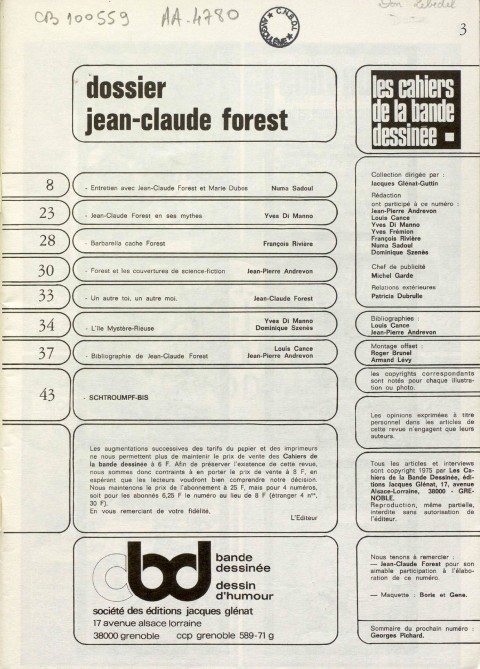 CB 100559 AA.4780
C.N.B.D.I.
ANGOULÊME
Don Lebedel
3
dossier
jean-claude forest
8 - Entretien avec Jean-Claude Forest et Marie Dubos Numa Sadoul
23 - Jean-Claude Forest en ses mythes Yves Di Manno
28 - Barbarella cache Forest François Rivière
30 - Forest et les couvertures de science-fiction Jean-Pierre Andrevon
33 - Un autre toi, un autre moi. Jean-Claude Forest
34 - L'Ile Mystère-Rieuse Yves Di Manno
Dominique Szenès
37 - Bibliographie de Jean-Claude Forest Louis Cance
Jean-Pierre Andrevon
43 - SCHTROUMPF-BIS
Les augmentations successives des tarifs du papier et des imprimeurs
ne nous permettent plus de maintenir le prix de vente des Cahiers de
la bande dessinée à 6 F. Afin de préserver l'existence de cette revue,
nous sommes donc contraints à en porter le prix de vente à 8 F, en
espérant que les lecteurs voudront bien comprendre notre décision.
Nous maintenons le prix de l'abonnement à 25 F, mais pour 4 numéros,
soit pour les abonnés 6,25 F le numéro au lieu de 8 F (étranger 4 nos,
30 F).
En vous remerciant de votre fidélité.
L'Editeur
cbd
bande
dessinée
dessin
d'humour
société des éditions jacques glénat
17 avenue alsace lorraine
38000 grenoble ccp grenoble 589-71 g
les cahiers
de la bande
dessinée
Collection dirigée par :
Jacques Glénat-Guttin
Rédaction
ont participé à ce numéro :
Jean-Pierre Andrevon
Louis Cance
Yves Di Manno
Yves Frémion
François Rivière
Numa Sadoul
Dominique Szenès
Chef de publicité
Michel Garde
Relations extérieures
Patricia Dubrulle
Bibliographies :
Louis Cance
Jean-Pierre Andrevon
Montage offset :
Roger Brunel
Armand Lévy
les copyrights correspondants
sont notés pour chaque illustra-
tion ou photo.
Les opinions exprimées à titre
personnel dans les articles de
cette revue n'engagent que leurs
auteurs.
Tous les articles et interviews
sont copyright 1975 par Les Ca-
hiers de la Bande Dessinée, édi-
tions Jacques Glénat, 17, avenue
Alsace-Lorraine, 38000 - GRE-
NOBLE.
Reproduction, même partielle,
interdite sans autorisation de
l'éditeur.
Nous tenons à remercier :
— Jean-Claude Forest pour son
aimable participation à l'élabo-
ration de ce numéro.
— Maquette : Boris et Gene.
Sommaire du prochain numéro :
Georges Pichard.